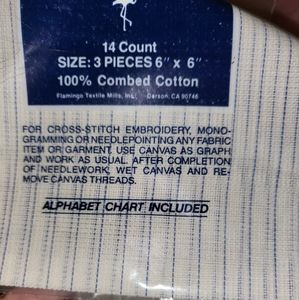 14 Count
SIZE: 3 PIECES 6" x 6"
100% Combed Cotton
Flamingo Textile Mills, Inc. Carson, CA 90746
FOR CROSS-STITCH EMBROIDERY, MONO-
GRAMMING OR NEEDLEPOINTING ANY FABRIC
ITEM OR GARMENT. USE CANVAS AS GRAPH
AND WORK AS USUAL. AFTER COMPLETION
OF NEEDLEWORK, WET CANVAS AND RE-
MOVE CANVAS THREADS.
ALPHABET CHART INCLUDED